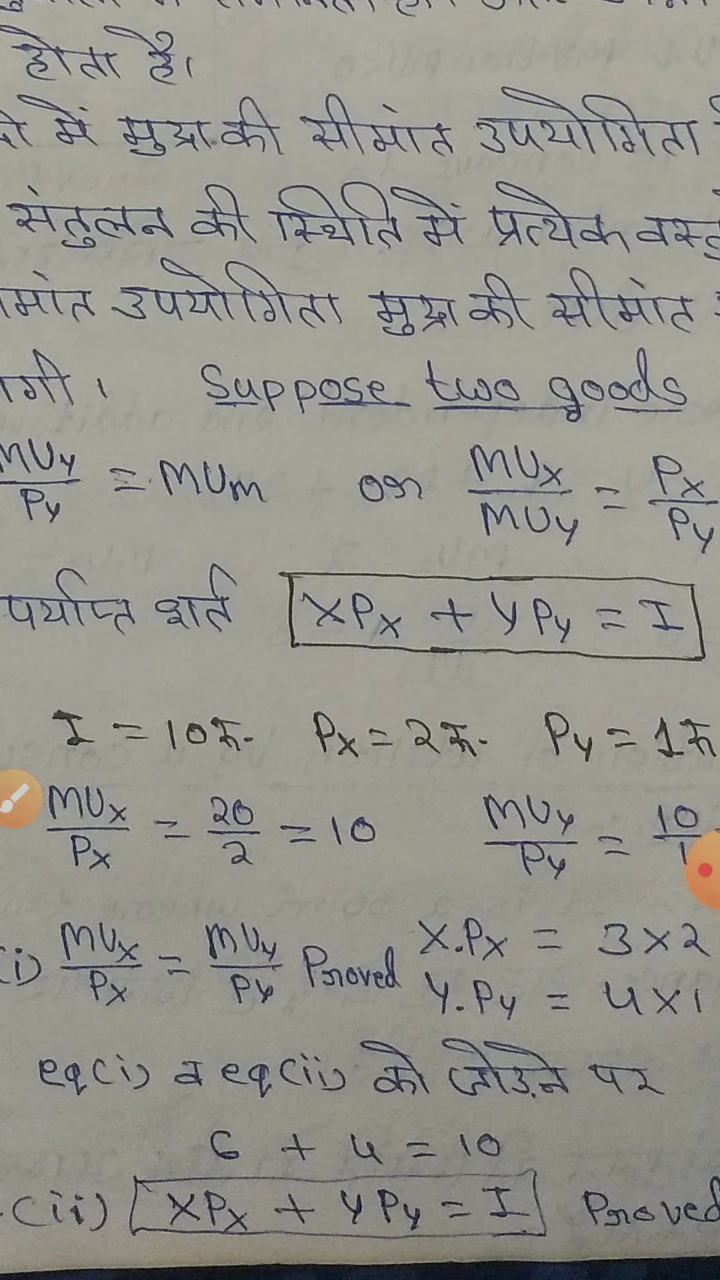 होता है।
में मुद्रा की सीमांत उपयोगिता
संतुलन की स्थिति में प्रत्येक वस्तु
मांत उपयोगिता मुद्रा की सीमांत
गी। Suppose two goods
MUy/Py = MUm or MUx/MUy = Px/Py
पर्याप्त शर्त XPx + YPy = I
I = 10रु. Px = 2रु. Py = 1रु
MUx/Px = 20/2 = 10 MUy/Py = 10/1
(i) MUx/Px = MUy/Py Proved X.Px = 3×2
Y.Py = 4×1
eq(i) व eq(ii) को जोड़ने पर
6 + 4 = 10
(ii) XPx + YPy = I Proved